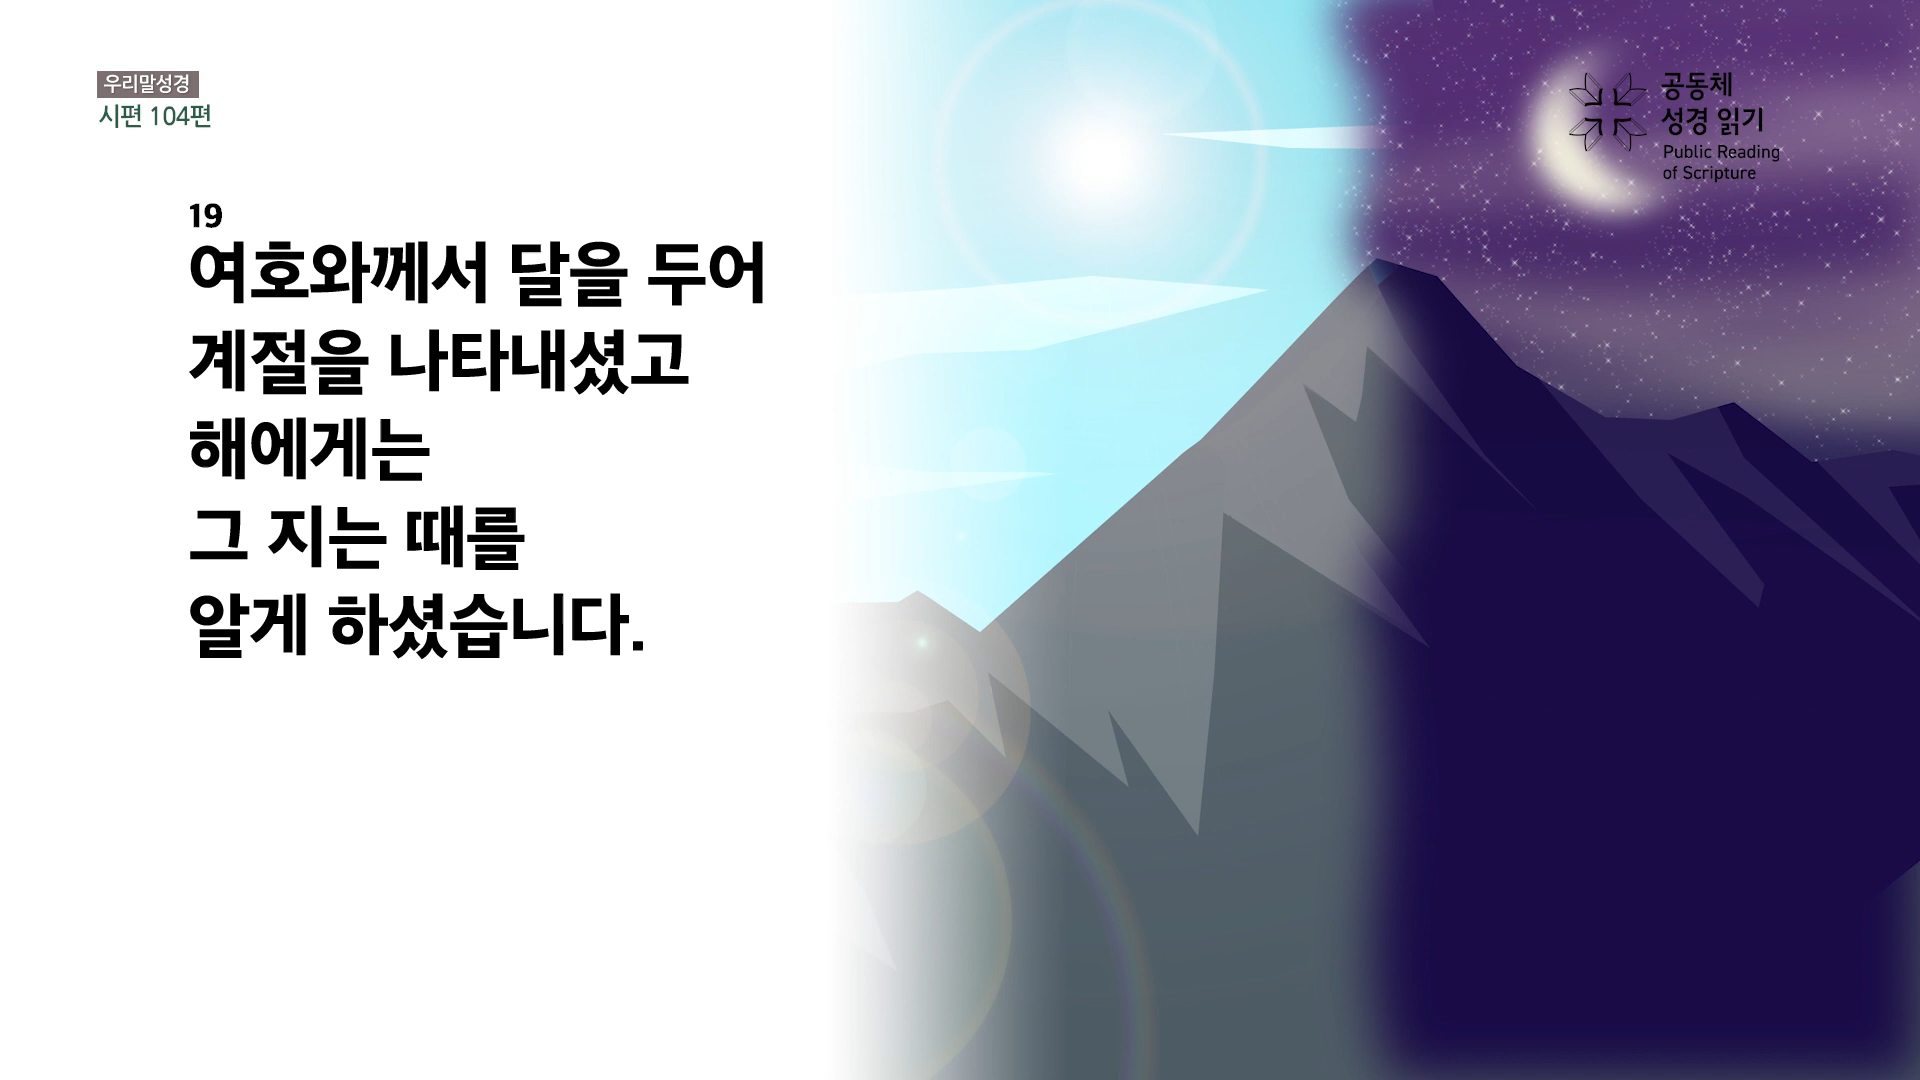 우리말성경
시편 104편
19
여호와께서 달을 두어
계절을 나타내셨고
해에게는
그 지는 때를
알게 하셨습니다.
공동체
성경 읽기
Public Reading
of Scripture